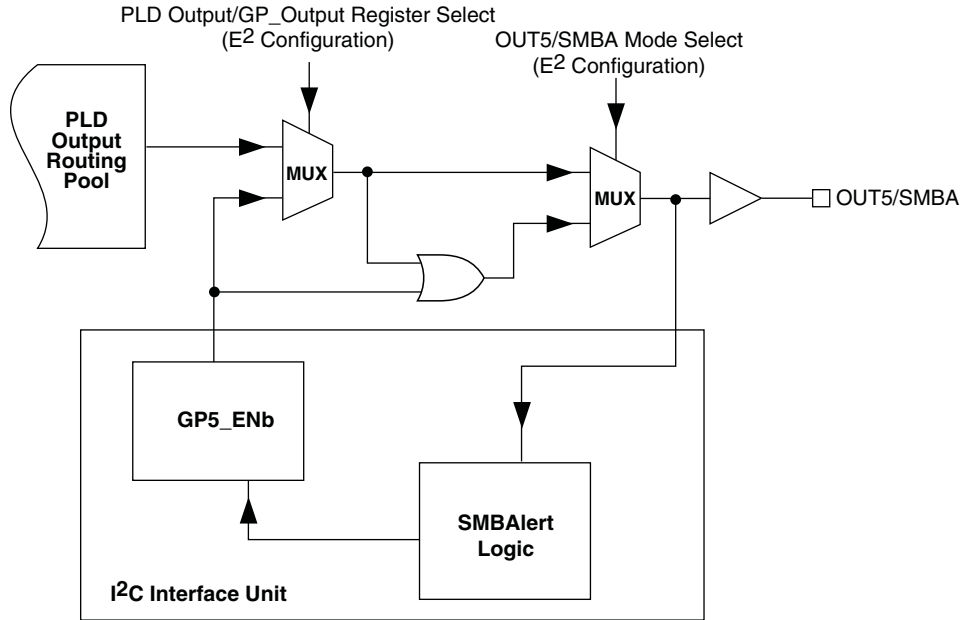 PLD Output/GP_Output Register Select
(E2 Configuration)
OUT5/SMBA Mode Select
(E2 Configuration)
PLD
Output
Routing
Pool
MUX
MUX
OUT5/SMBA
GP5_ENb
SMBAlert
Logic
I2C Interface Unit